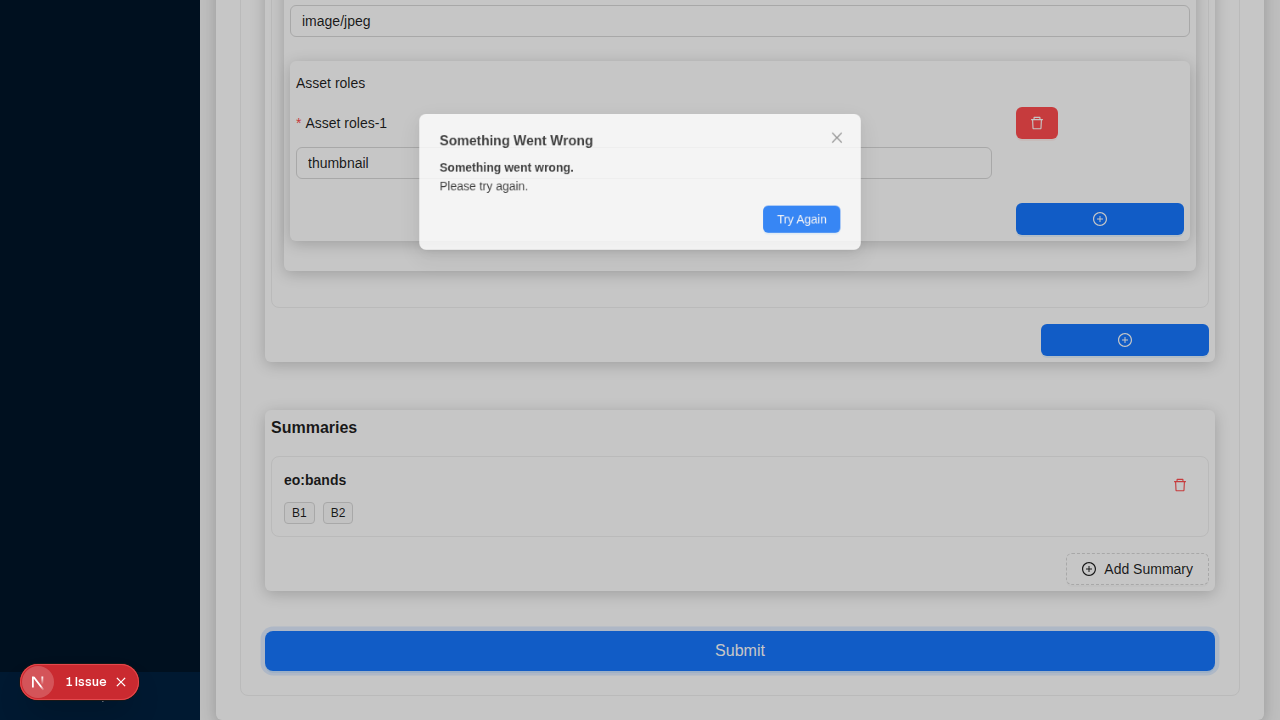 image/jpeg
Asset roles
* Asset roles-1
thumbnail
Something Went Wrong
Something went wrong.
Please try again.
Try Again
Summaries
eo:bands
B1 B2
Add Summary
Submit
N 1 Issue